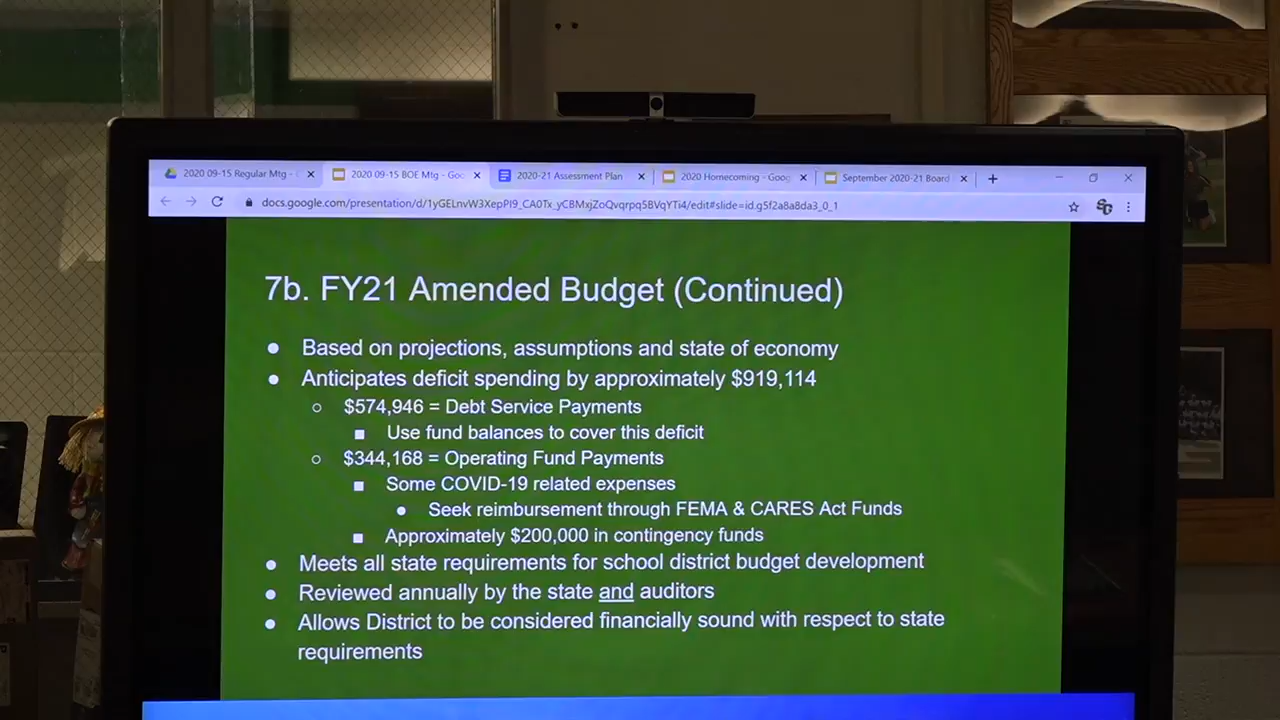 2020 09-15 Regular Mtg -
2020 09-15 BOE Mtg - Goo
2020-21 Assessment Plan
2020 Homecoming - Goog
September 2020-21 Board
docs.google.com/presentation/d/1yGELnvW3XepPI9_CA0Tx_yCBMxjZoQvqrpq5BVqYTi4/edit#slide=id.g5f2a8a8da3_0_1
7b. FY21 Amended Budget (Continued)
● Based on projections, assumptions and state of economy
● Anticipates deficit spending by approximately $919,114
○ $574,946 = Debt Service Payments
■ Use fund balances to cover this deficit
○ $344,168 = Operating Fund Payments
■ Some COVID-19 related expenses
● Seek reimbursement through FEMA & CARES Act Funds
■ Approximately $200,000 in contingency funds
● Meets all state requirements for school district budget development
● Reviewed annually by the state and auditors
● Allows District to be considered financially sound with respect to state
requirements